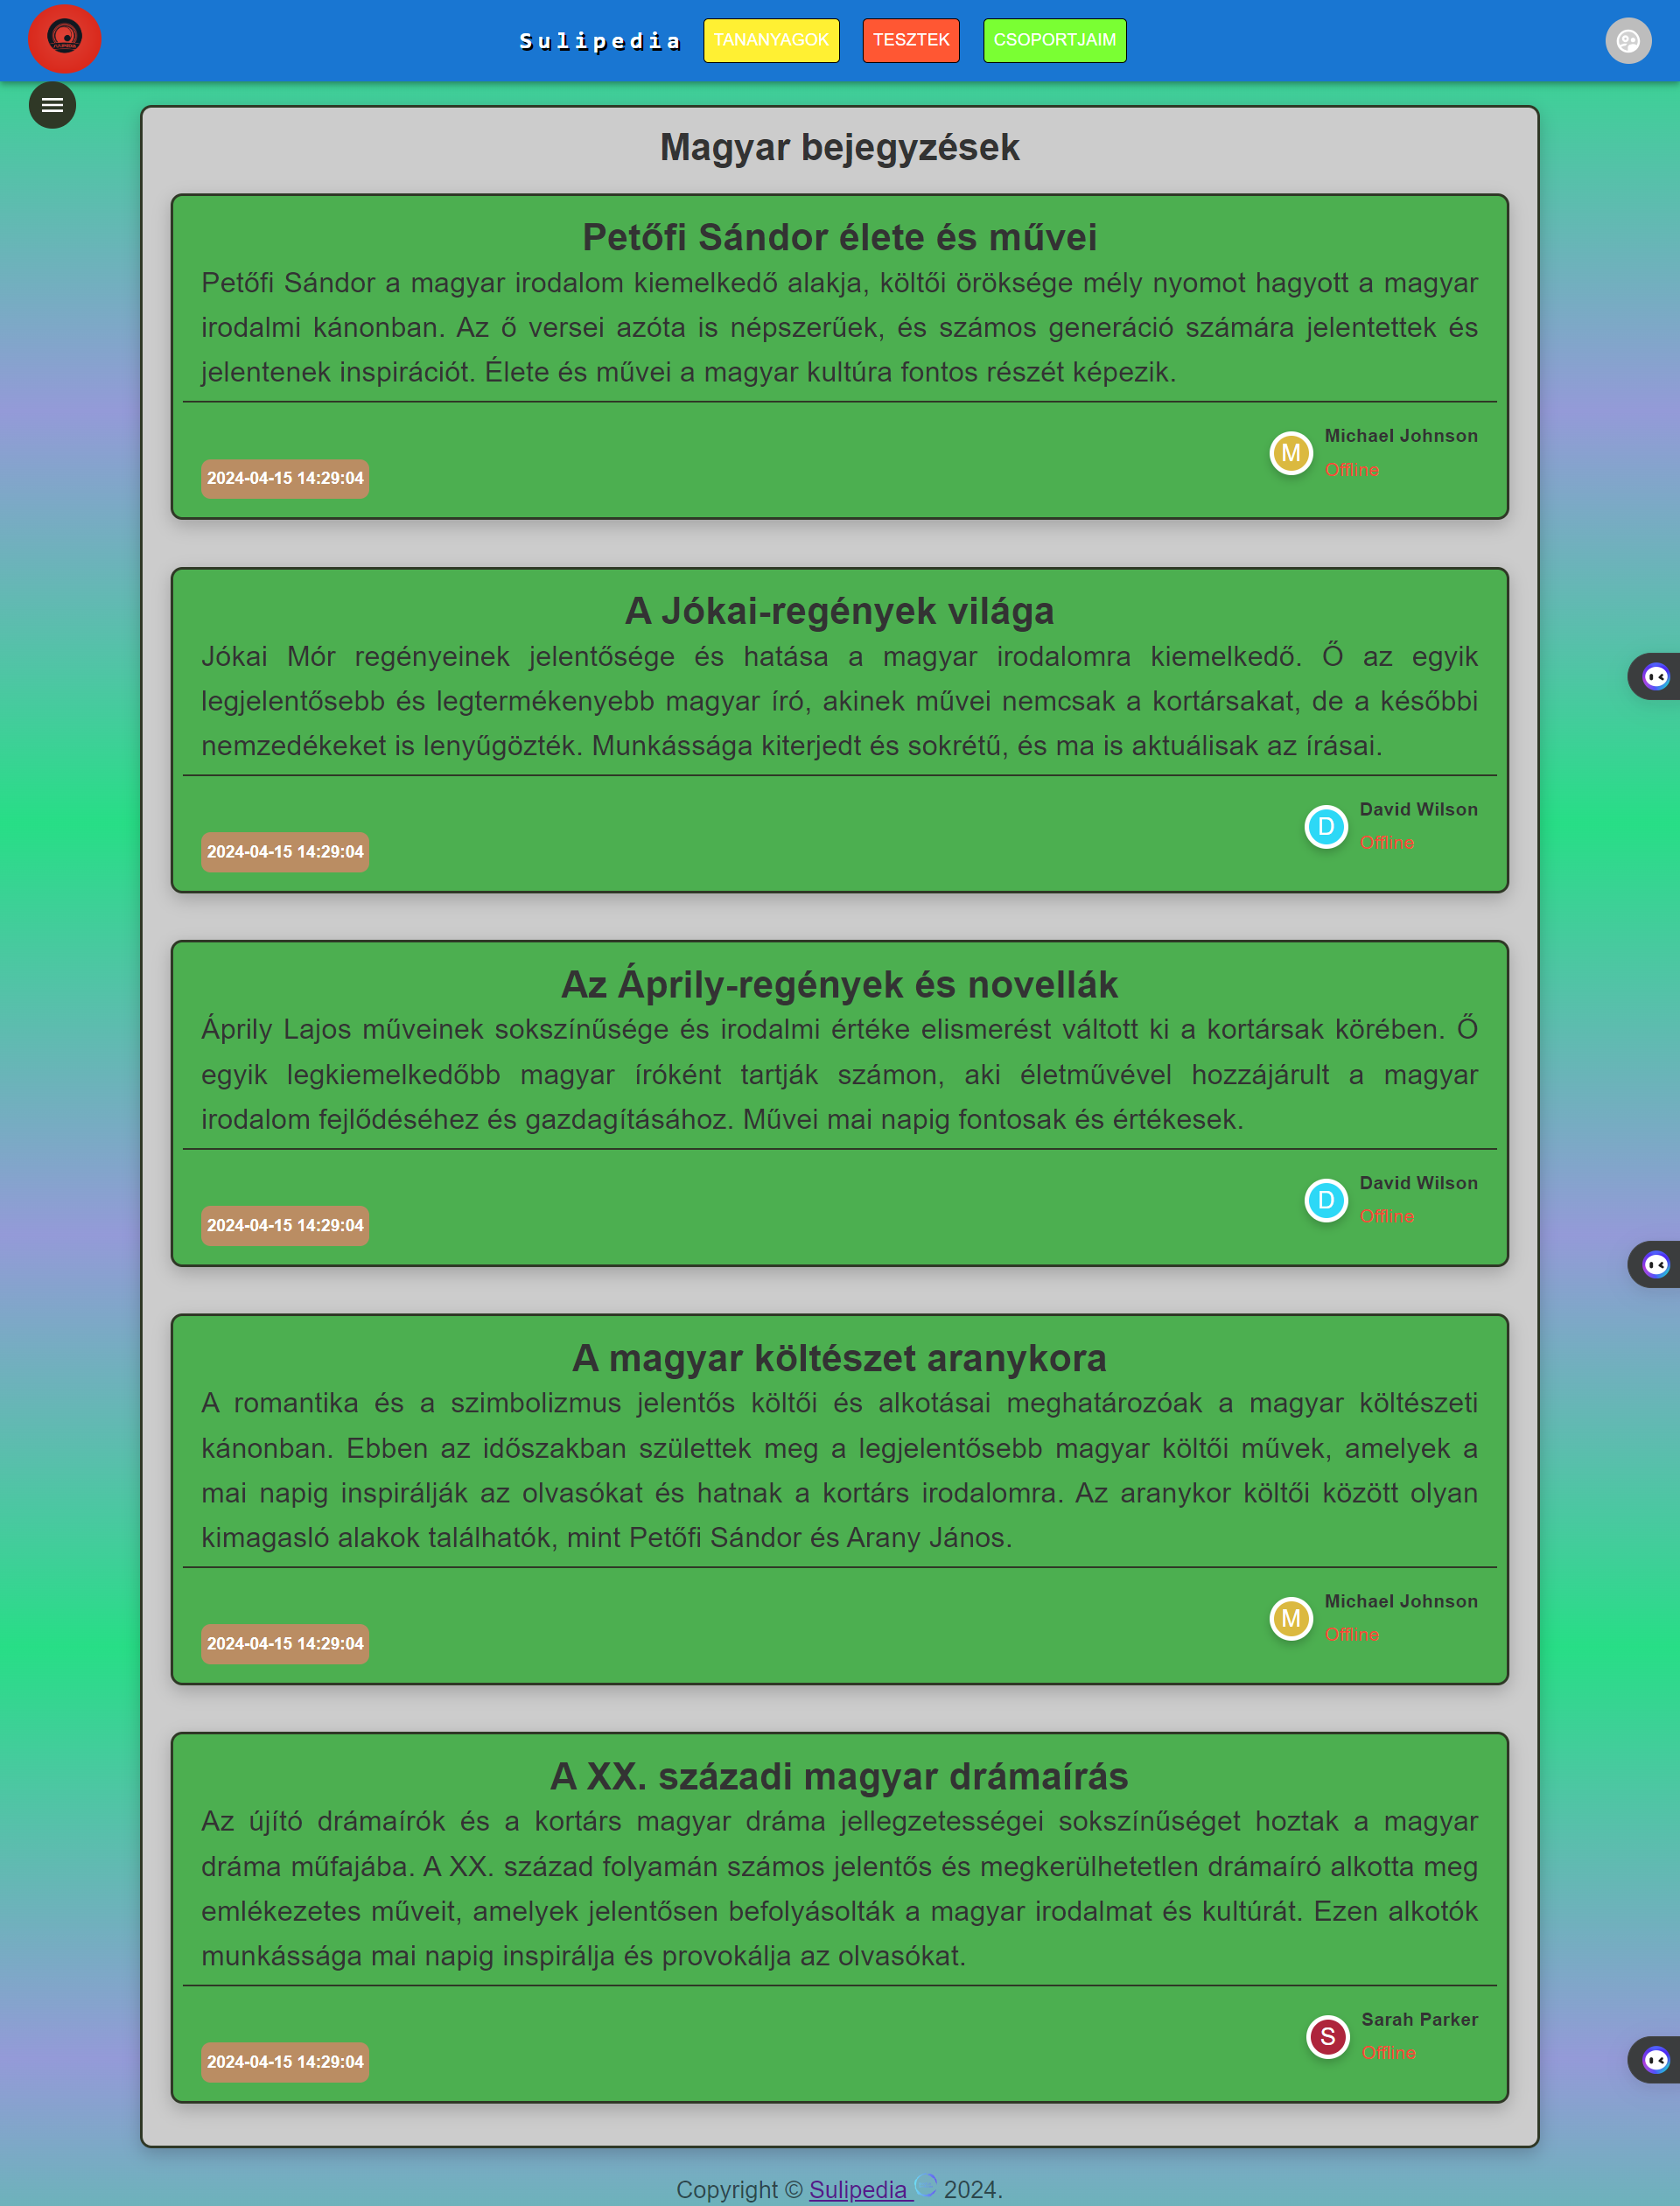 Sulipedia TANANYAGOK TESZTEK CSOPORTJAIM
Magyar bejegyzések
Petőfi Sándor élete és művei
Petőfi Sándor a magyar irodalom kiemelkedő alakja, költői öröksége mély nyomot hagyott a magyar
irodalmi kánonban. Az ő versei azóta is népszerűek, és számos generáció számára jelentettek és
jelentenek inspirációt. Élete és művei a magyar kultúra fontos részét képezik.
M Michael Johnson
Offline
2024-04-15 14:29:04
A Jókai-regények világa
Jókai Mór regényeinek jelentősége és hatása a magyar irodalomra kiemelkedő. Ő az egyik
legjelentősebb és legtermékenyebb magyar író, akinek művei nemcsak a kortársakat, de a későbbi
nemzedékeket is lenyűgözték. Munkássága kiterjedt és sokrétű, és ma is aktuálisak az írásai.
D David Wilson
Offline
2024-04-15 14:29:04
Az Áprily-regények és novellák
Áprily Lajos műveinek sokszínűsége és irodalmi értéke elismerést váltott ki a kortársak körében. Ő
egyik legkiemelkedőbb magyar íróként tartják számon, aki életművével hozzájárult a magyar
irodalom fejlődéséhez és gazdagításához. Művei mai napig fontosak és értékesek.
D David Wilson
Offline
2024-04-15 14:29:04
A magyar költészet aranykora
A romantika és a szimbolizmus jelentős költői és alkotásai meghatározóak a magyar költészeti
kánonban. Ebben az időszakban születtek meg a legjelentősebb magyar költői művek, amelyek a
mai napig inspirálják az olvasókat és hatnak a kortárs irodalomra. Az aranykor költői között olyan
kimagasló alakok találhatók, mint Petőfi Sándor és Arany János.
M Michael Johnson
Offline
2024-04-15 14:29:04
A XX. századi magyar drámaírás
Az újító drámaírók és a kortárs magyar dráma jellegzetességei sokszínűséget hoztak a magyar
dráma műfajába. A XX. század folyamán számos jelentős és megkerülhetetlen drámaíró alkotta meg
emlékezetes műveit, amelyek jelentősen befolyásolták a magyar irodalmat és kultúrát. Ezen alkotók
munkássága mai napig inspirálja és provokálja az olvasókat.
S Sarah Parker
Offline
2024-04-15 14:29:04
Copyright © Sulipedia 2024.